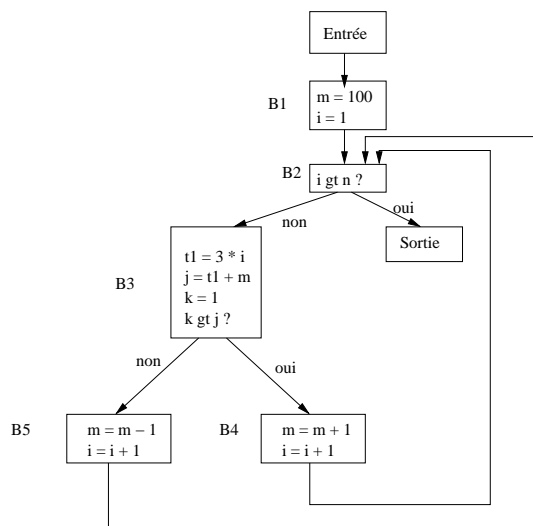 Entrée
B1
m = 100
i = 1
B2
i gt n ?
non
oui
Sortie
B3
t1 = 3 * i
j = t1 + m
k = 1
k gt j ?
non
oui
B5
m = m − 1
i = i + 1
B4
m = m + 1
i = i + 1